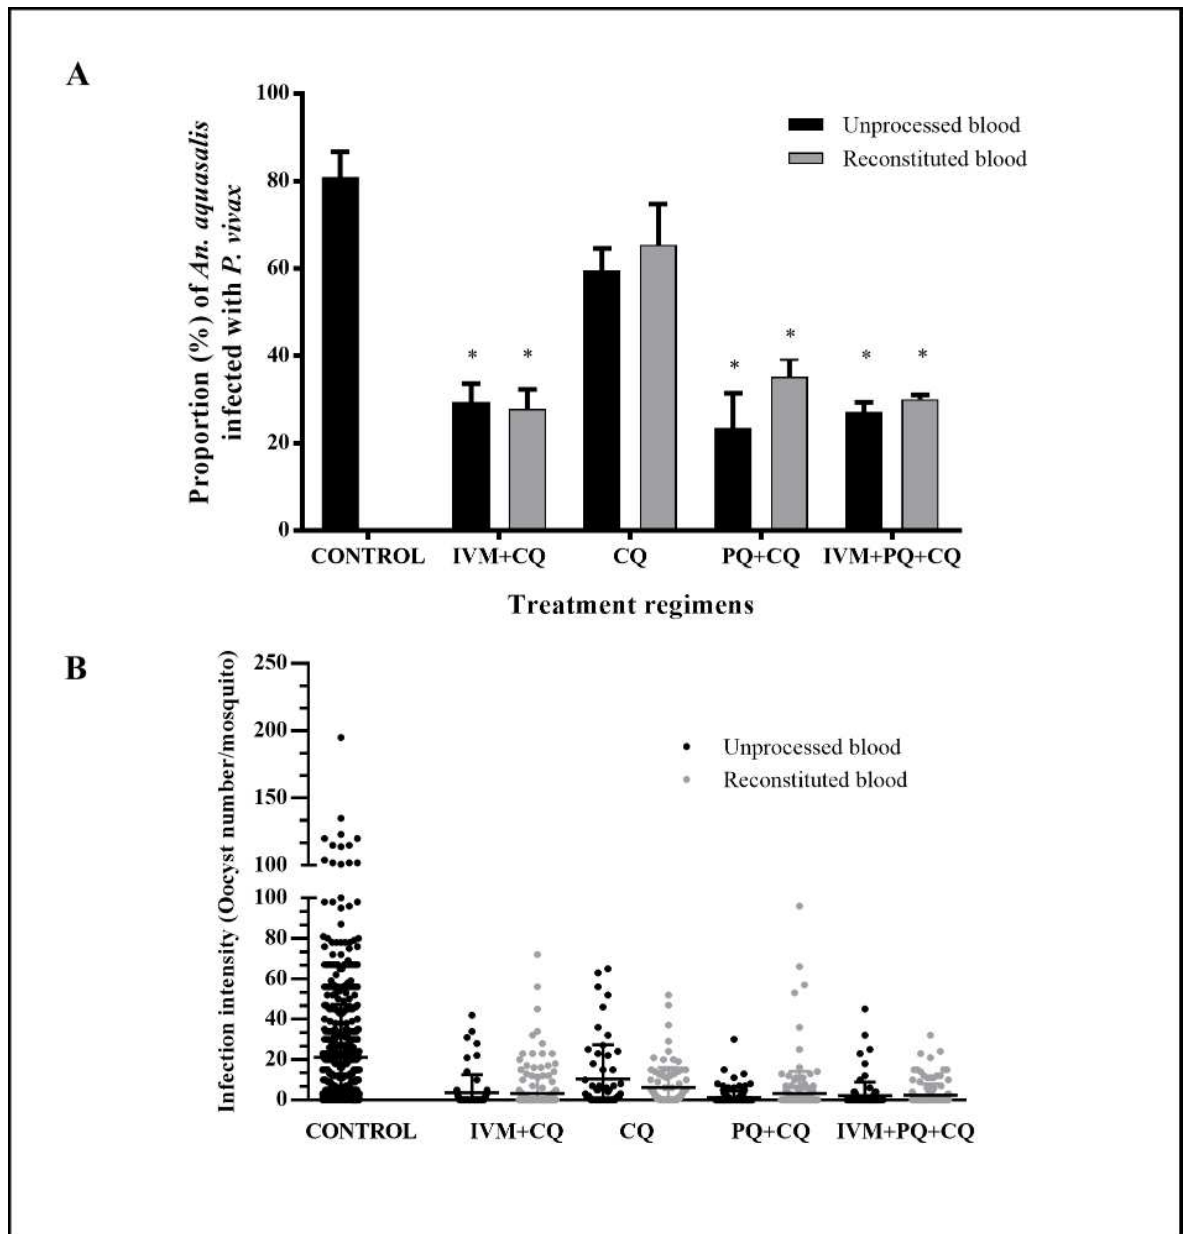 A
Proportion (%) of An. aquasalis
infected with P. vivax
100
80
60
40
20
0
Unprocessed blood
Reconstituted blood
* * * * * *
CONTROL IVM+CQ CQ PQ+CQ IVM+PQ+CQ
Treatment regimens
B
Infection intensity (Oocyst number/mosquito)
250
200
150
100
100
80
60
40
20
0
Unprocessed blood
Reconstituted blood
CONTROL IVM+CQ CQ PQ+CQ IVM+PQ+CQ